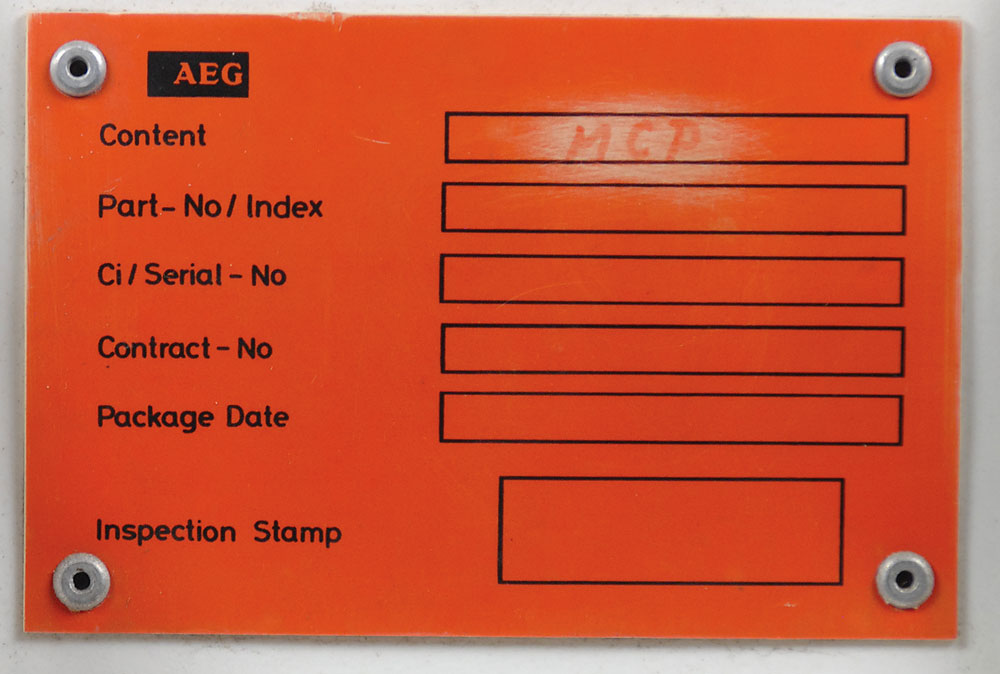 AEG
Content MCP
Part-No/Index
Ci/Serial-No
Contract-No
Package Date
Inspection Stamp